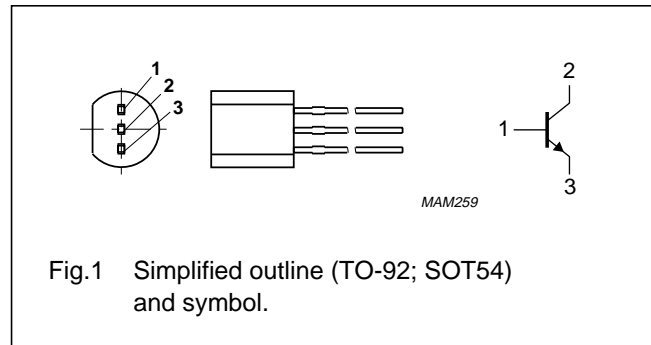 1
2
3
2
1
3
MAM259
Fig.1 Simplified outline (TO-92; SOT54)
and symbol.